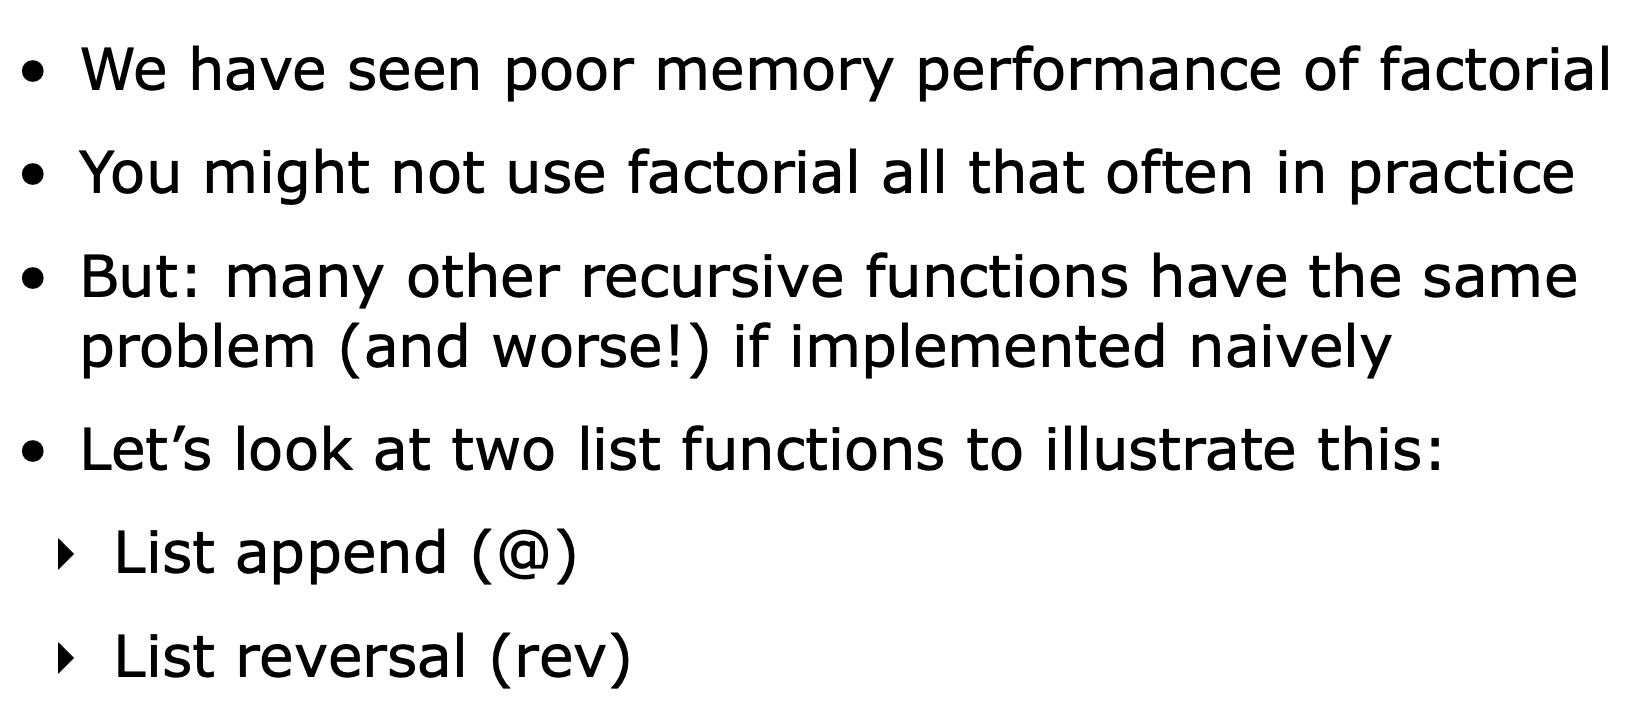 • We have seen poor memory performance of factorial
• You might not use factorial all that often in practice
• But: many other recursive functions have the same
problem (and worse!) if implemented naively
• Let’s look at two list functions to illustrate this:
‣ List append (@)
‣ List reversal (rev)